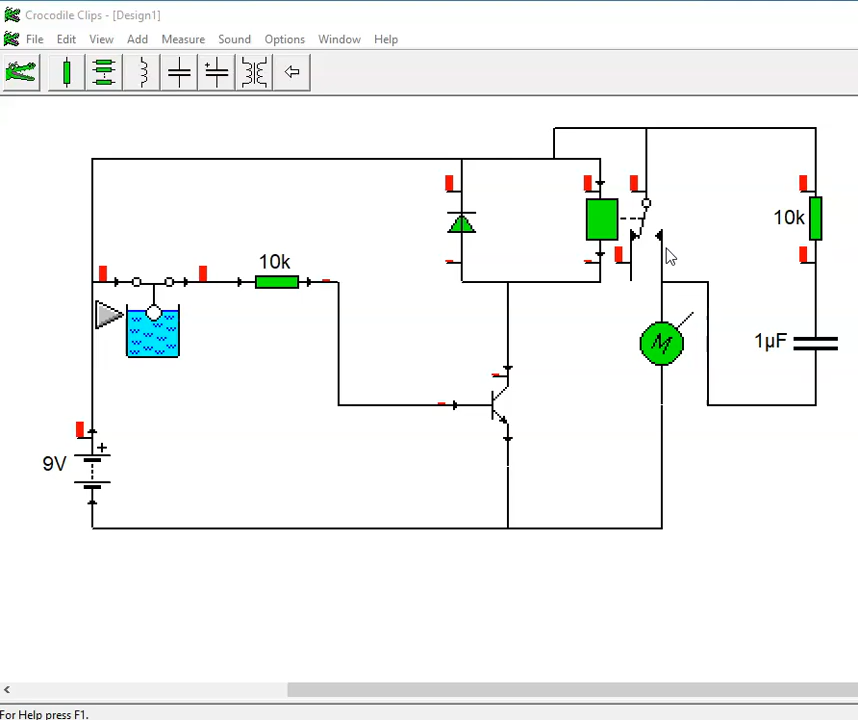 Crocodile Clips - [Design1]
File Edit View Add Measure Sound Options Window Help
10k
10k
1µF
M
+
9V
For Help press F1.